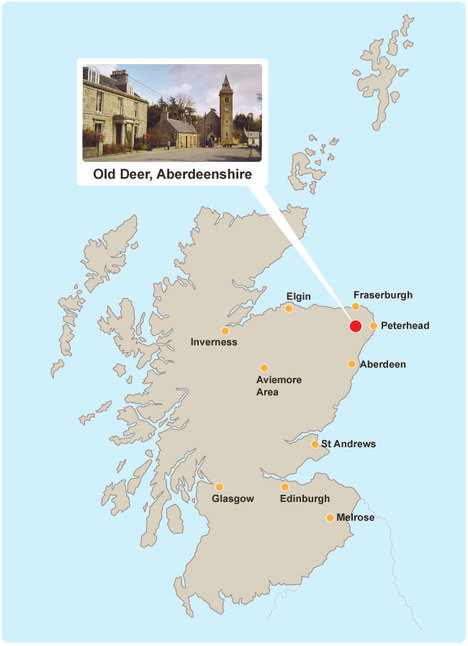 Old Deer, Aberdeenshire
Elgin
Fraserburgh
Peterhead
Inverness
Aberdeen
Aviemore
Area
St Andrews
Glasgow
Edinburgh
Melrose